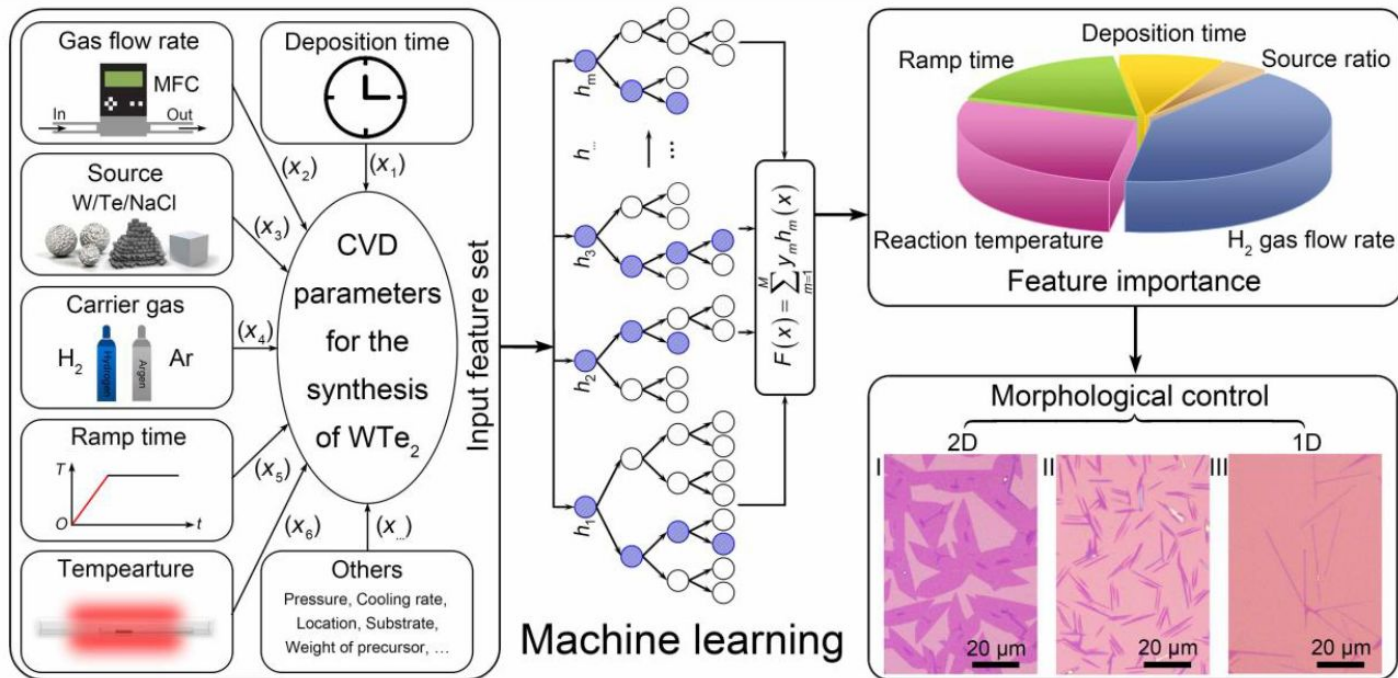 Gas flow rate
MFC
In
Out
Deposition time
(x₂)
(x₁)
Source
W/Te/NaCl
(x₃)
Carrier gas
H₂
Hydrogen
Argen
Ar
(x₄)
Ramp time
T
O
t
(x₅)
Tempearture
(x₆)
(x...)
Others
Pressure, Cooling rate,
Location, Substrate,
Weight of precursor, ...
CVD
parameters
for the
synthesis
of WTe₂
Input feature set
hₘ
h...
...
h₃
h₂
h₁
F(x) = ∑ᴹₘ₌₁ yₘhₘ(x)
Machine learning
Deposition time
Ramp time
Source ratio
Reaction temperature
H₂ gas flow rate
Feature importance
Morphological control
2D
1D
I
II
III
20 μm
20 μm
20 μm